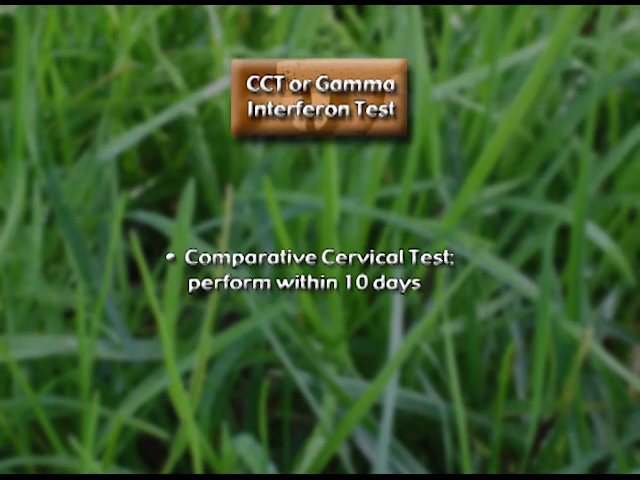 CCT or Gamma
Interferon Test
• Comparative Cervical Test:
perform within 10 days